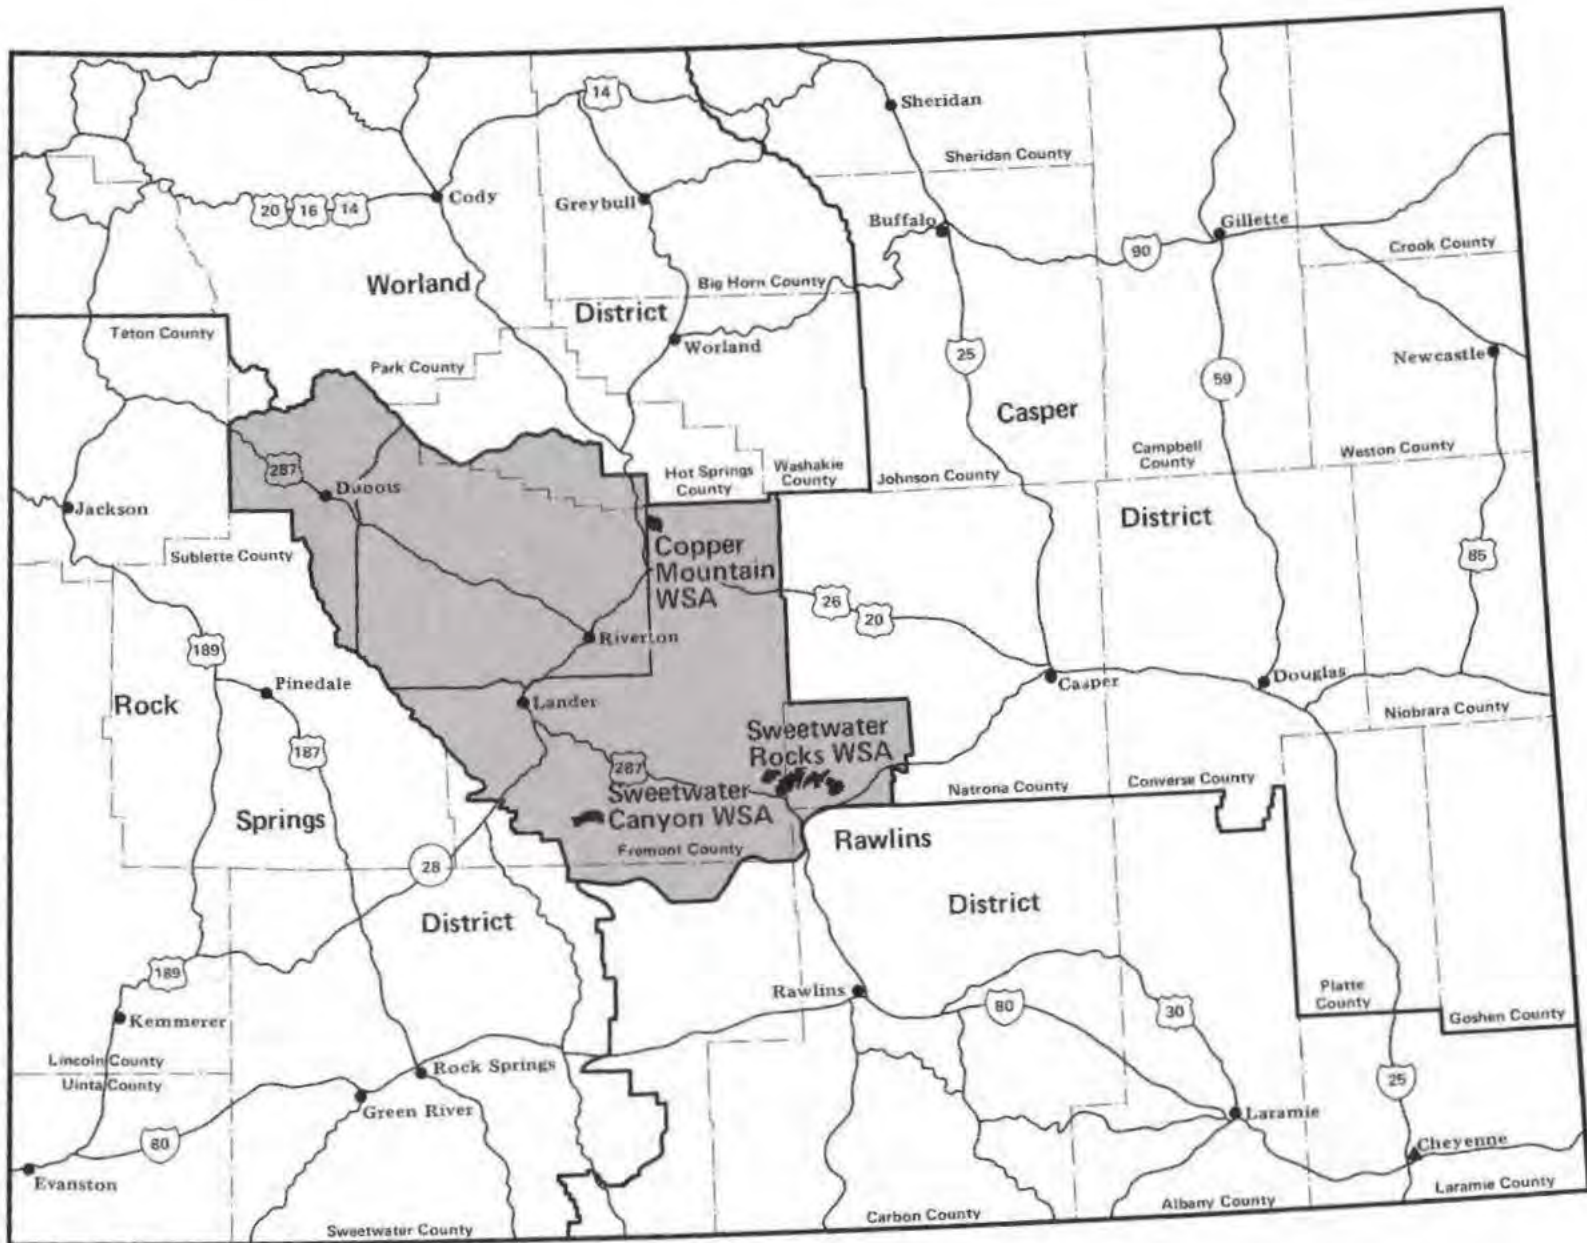 14
Sheridan
Sheridan County
20 16 14
Cody
Greybull
Buffalo
90
Gillette
Crook County
Worland
Big Horn County
District
Teton County
Park County
Worland
25
59
Newcastle
Casper
287
Dubois
Hot Springs
County
Washakie
County
Johnson County
Campbell
County
Weston County
Jackson
Sublette County
Copper
Mountain
WSA
District
26
20
85
189
Riverton
Rock
Pinedale
Lander
Casper
Douglas
Niobrara County
187
287
Sweetwater
Rocks WSA
Natrona County
Converse County
Springs
Sweetwater
Canyon WSA
Fremont County
Rawlins
28
District
District
189
Rawlins
80
30
Platte
County
Goshen County
Kemmerer
Lincoln County
Uinta County
Rock Springs
Green River
25
80
Laramie
Cheyenne
Evanston
Sweetwater County
Carbon County
Albany County
Laramie County